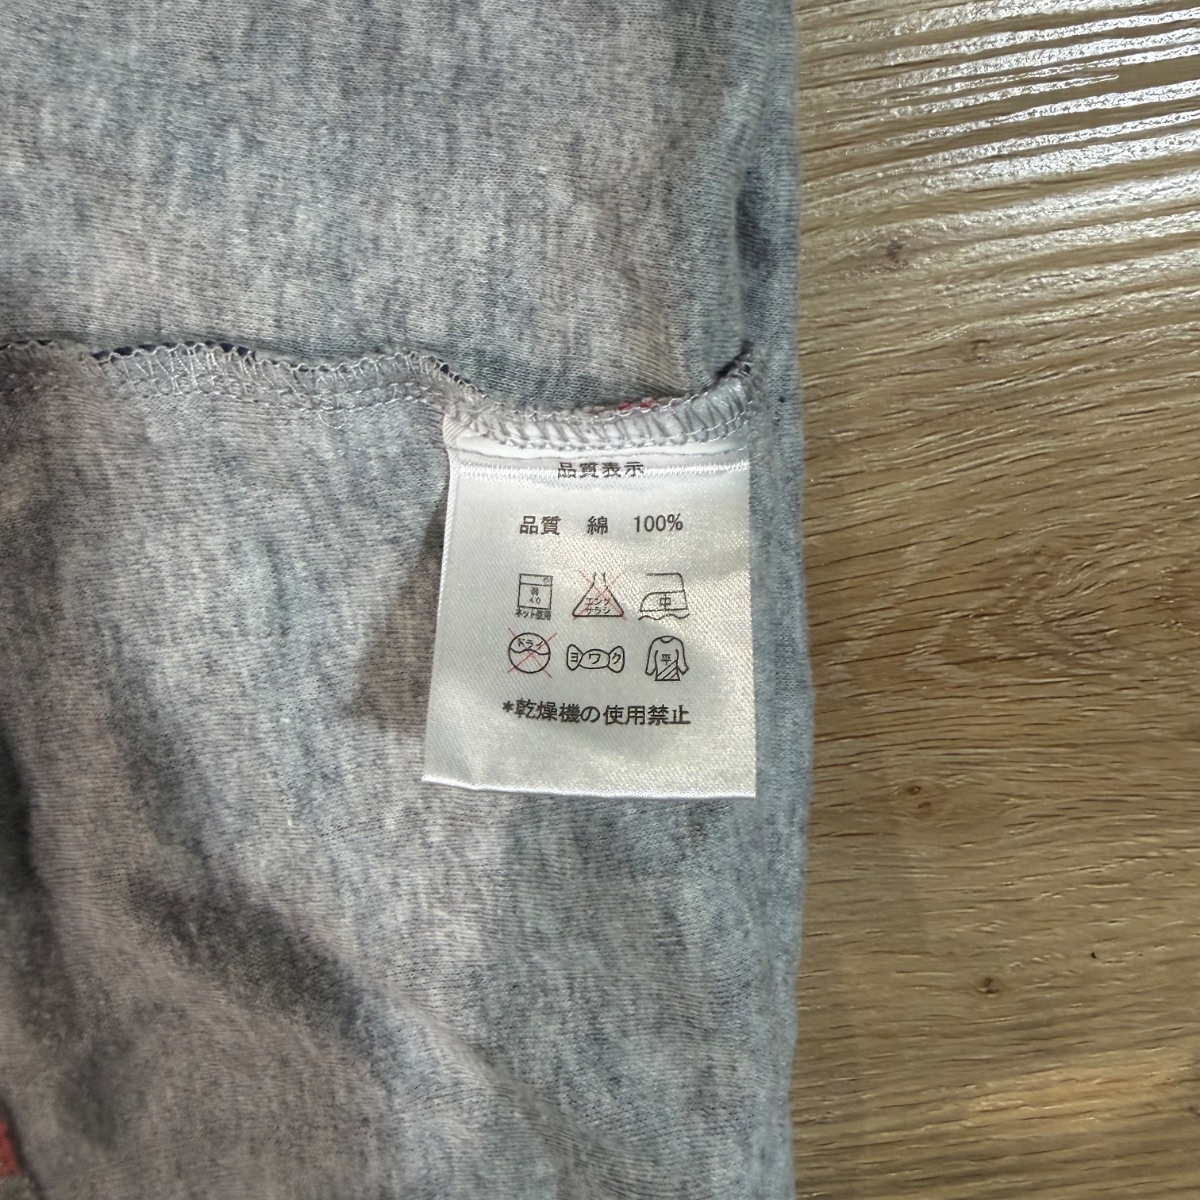 品質表示
品質 綿 100%
弱
40
ネット使用
エンソ
サラシ
中
ドライ
ヨワク
平
*乾燥機の使用禁止